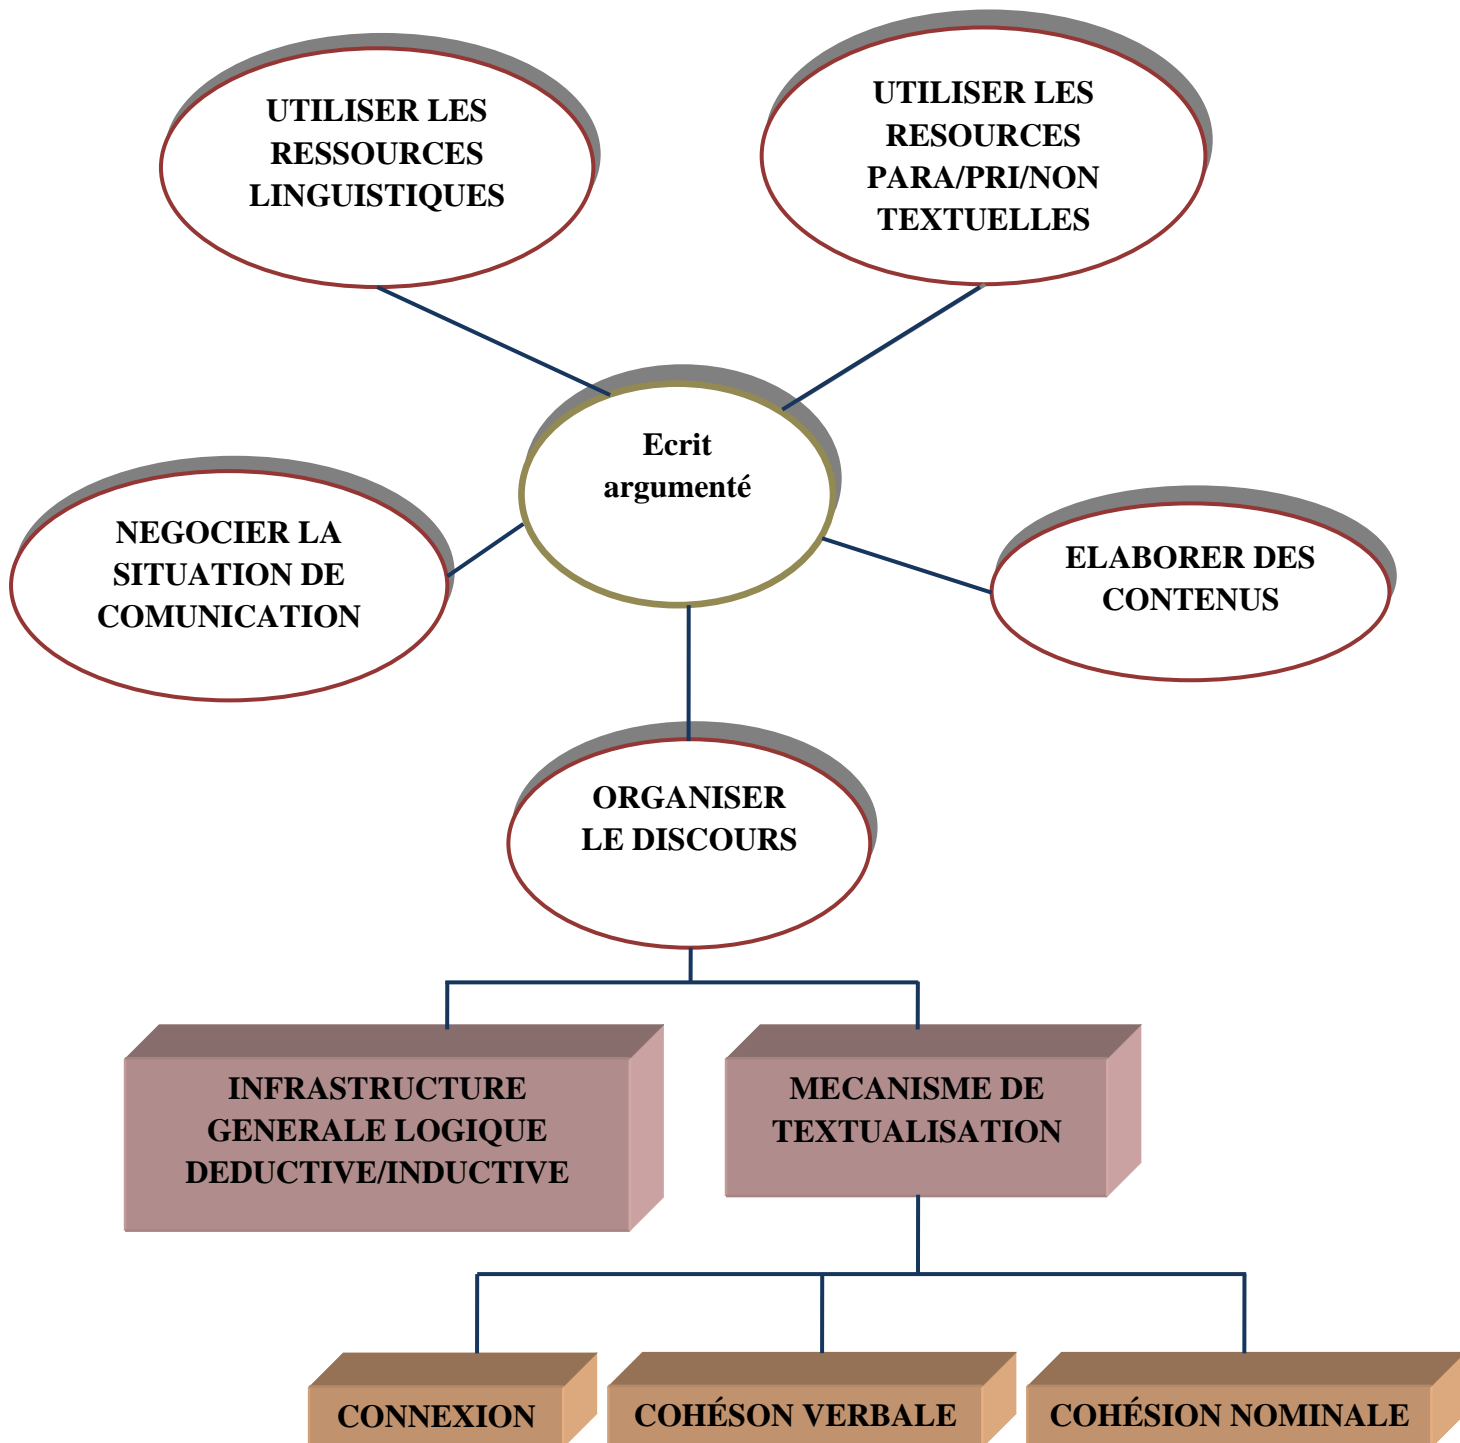 UTILISER LES
RESSOURCES
LINGUISTIQUES
UTILISER LES
RESOURCES
PARA/PRI/NON
TEXTUELLES
Ecrit
argumenté
NEGOCIER LA
SITUATION DE
COMUNICATION
ELABORER DES
CONTENUS
ORGANISER
LE DISCOURS
INFRASTRUCTURE
GENERALE LOGIQUE
DEDUCTIVE/INDUCTIVE
MECANISME DE
TEXTUALISATION
CONNEXION
COHÉSON VERBALE
COHÉSION NOMINALE